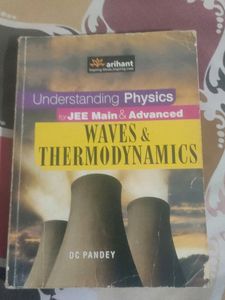 arihant
Understanding Physics
for JEE Main & Advanced
WAVES &
THERMODYNAMICS
DC PANDEY